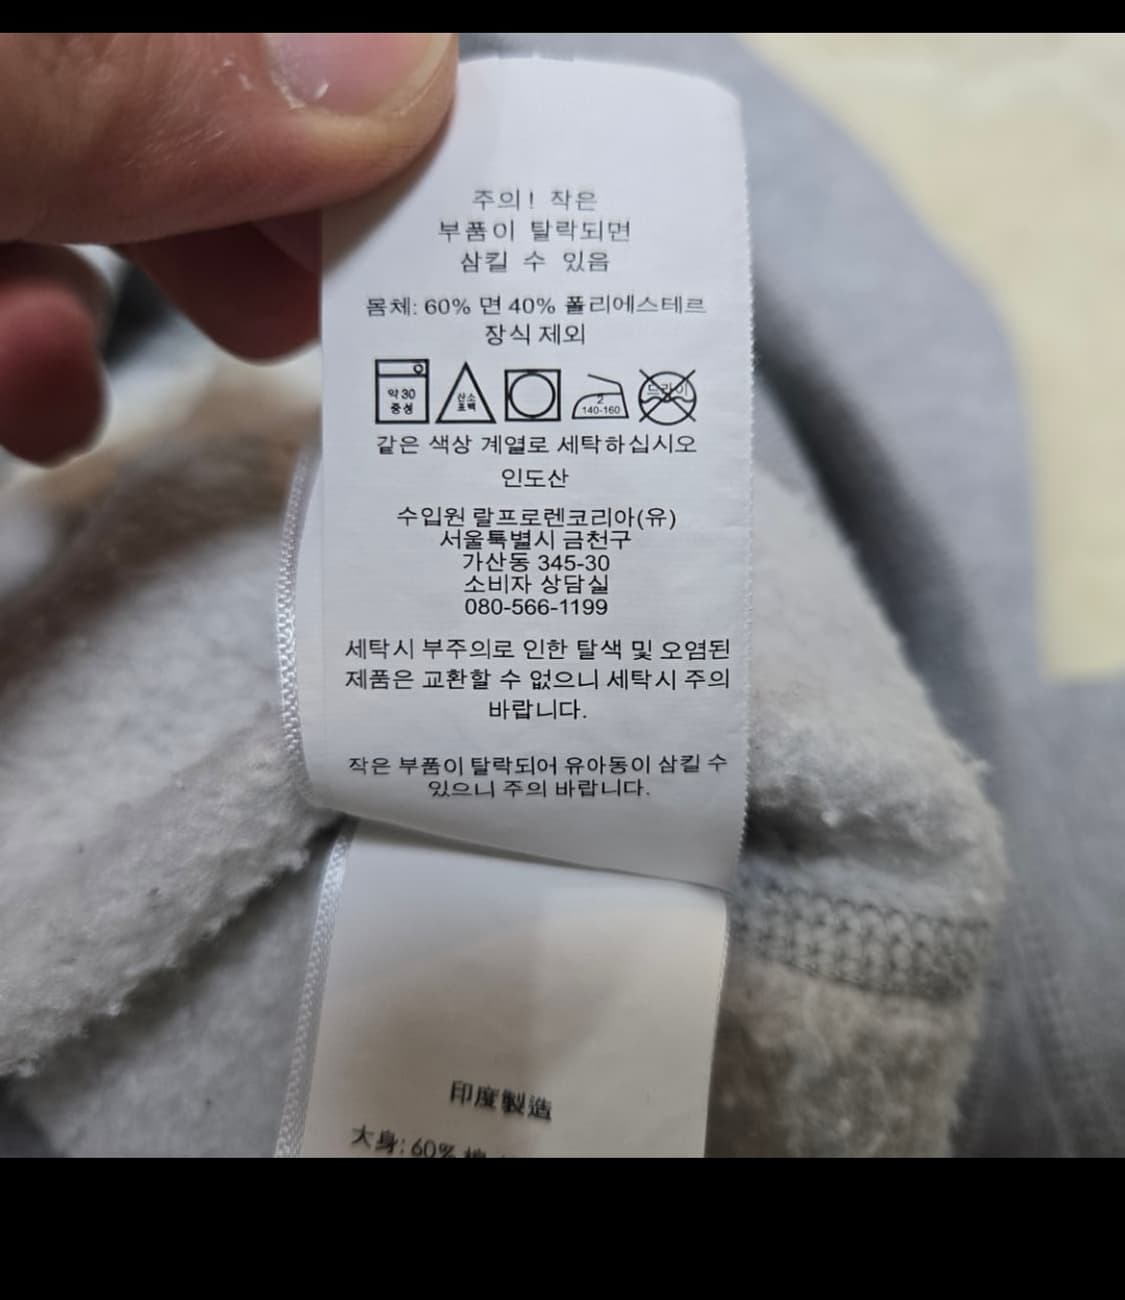 주의! 작은
부품이 탈락되면
삼킬 수 있음
몸체: 60% 면 40% 폴리에스테르
장식 제외
약 30
중성
산소
표백
2
140-160
드라이
같은 색상 계열로 세탁하십시오
인도산
수입원 랄프로렌코리아(유)
서울특별시 금천구
가산동 345-30
소비자 상담실
080-566-1199
세탁시 부주의로 인한 탈색 및 오염된
제품은 교환할 수 없으니 세탁시 주의
바랍니다.
작은 부품이 탈락되어 유아동이 삼킬 수
있으니 주의 바랍니다.
印度製造
大身: 60%